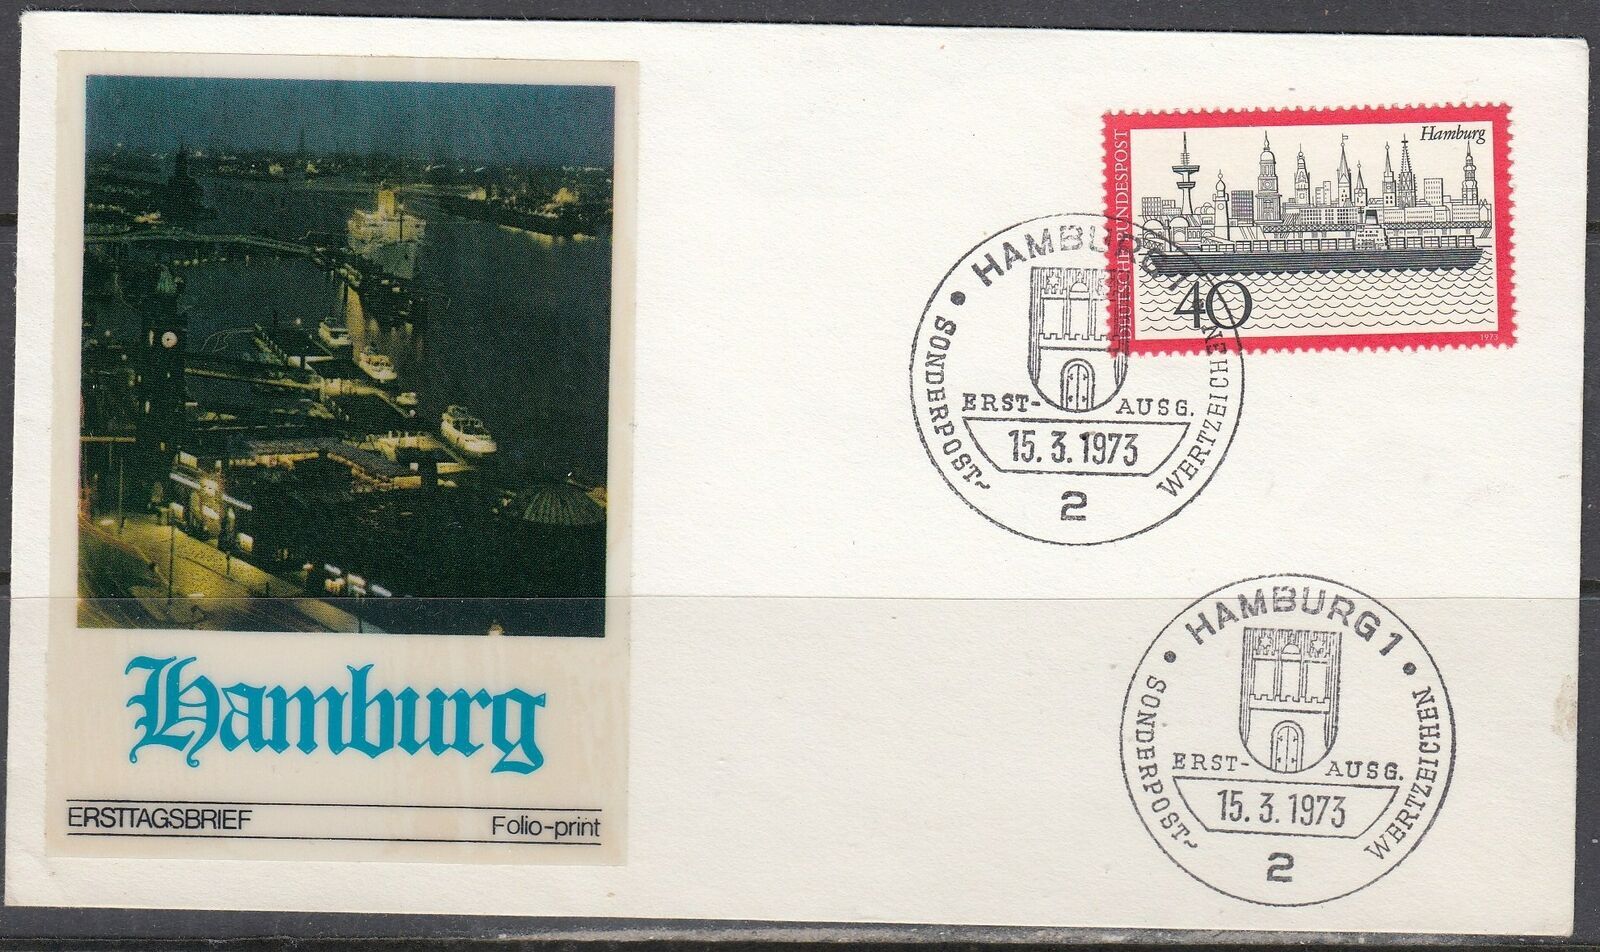 Hamburg
ERSTTAGSBRIEF
Folio-print
Hamburg
DEUTSCHE BUNDESPOST
40
1973
HAMBURG 1
SONDERPOST~
WERTZEICHEN
ERST- AUSG.
15.3.1973
2
HAMBURG 1
SONDERPOST~
WERTZEICHEN
ERST- AUSG.
15.3.1973
2